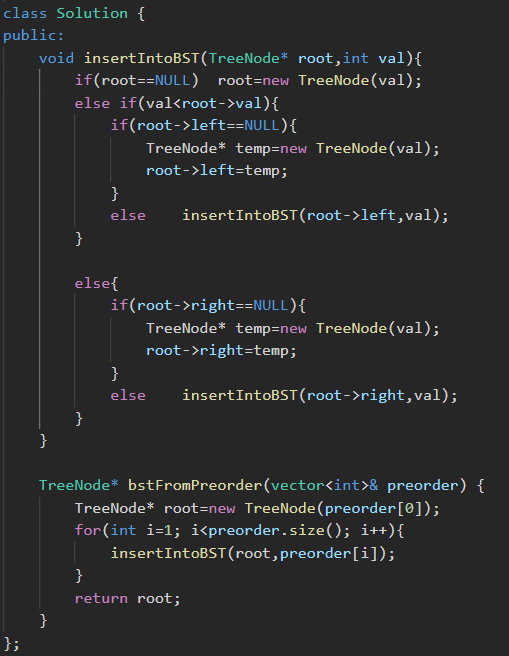 class Solution {
public:
    void insertIntoBST(TreeNode* root,int val){
        if(root==NULL)  root=new TreeNode(val);
        else if(val<root->val){
            if(root->left==NULL){
                TreeNode* temp=new TreeNode(val);
                root->left=temp;
            }
            else    insertIntoBST(root->left,val);
        }

        else{
            if(root->right==NULL){
                TreeNode* temp=new TreeNode(val);
                root->right=temp;
            }
            else    insertIntoBST(root->right,val);
        }
    }

    TreeNode* bstFromPreorder(vector<int>& preorder) {
        TreeNode* root=new TreeNode(preorder[0]);
        for(int i=1; i<preorder.size(); i++){
            insertIntoBST(root,preorder[i]);
        }
        return root;
    }
};